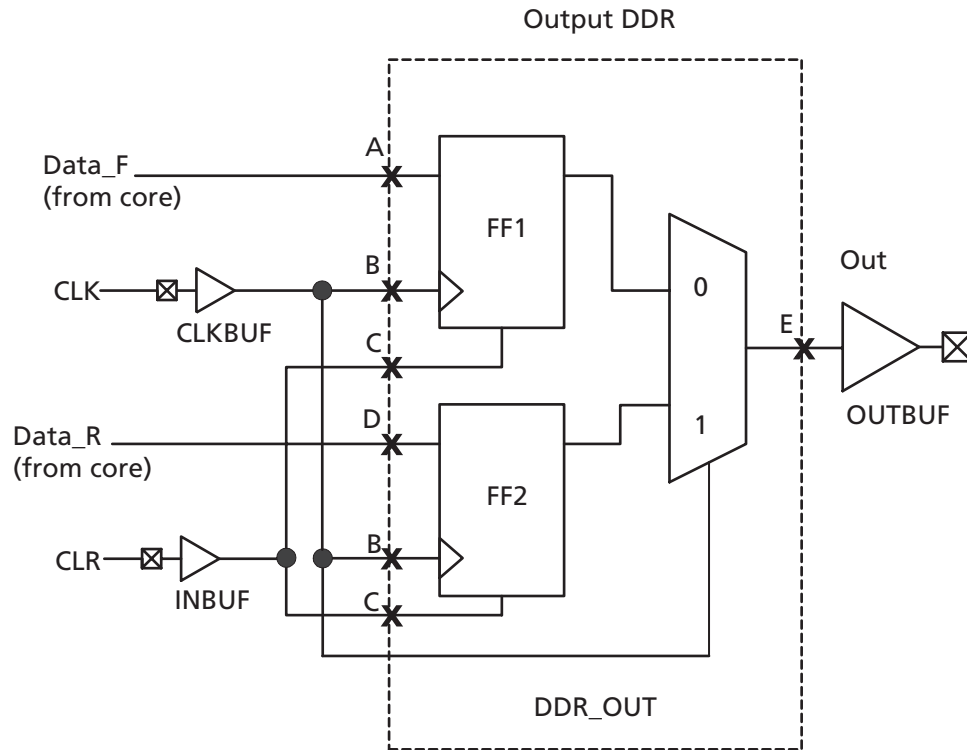 Output DDR
A
Data_F
(from core)
FF1
B
CLK
CLKBUF
0
Out
C
E
D
Data_R
(from core)
1
OUTBUF
FF2
B
CLR
INBUF
C
DDR_OUT